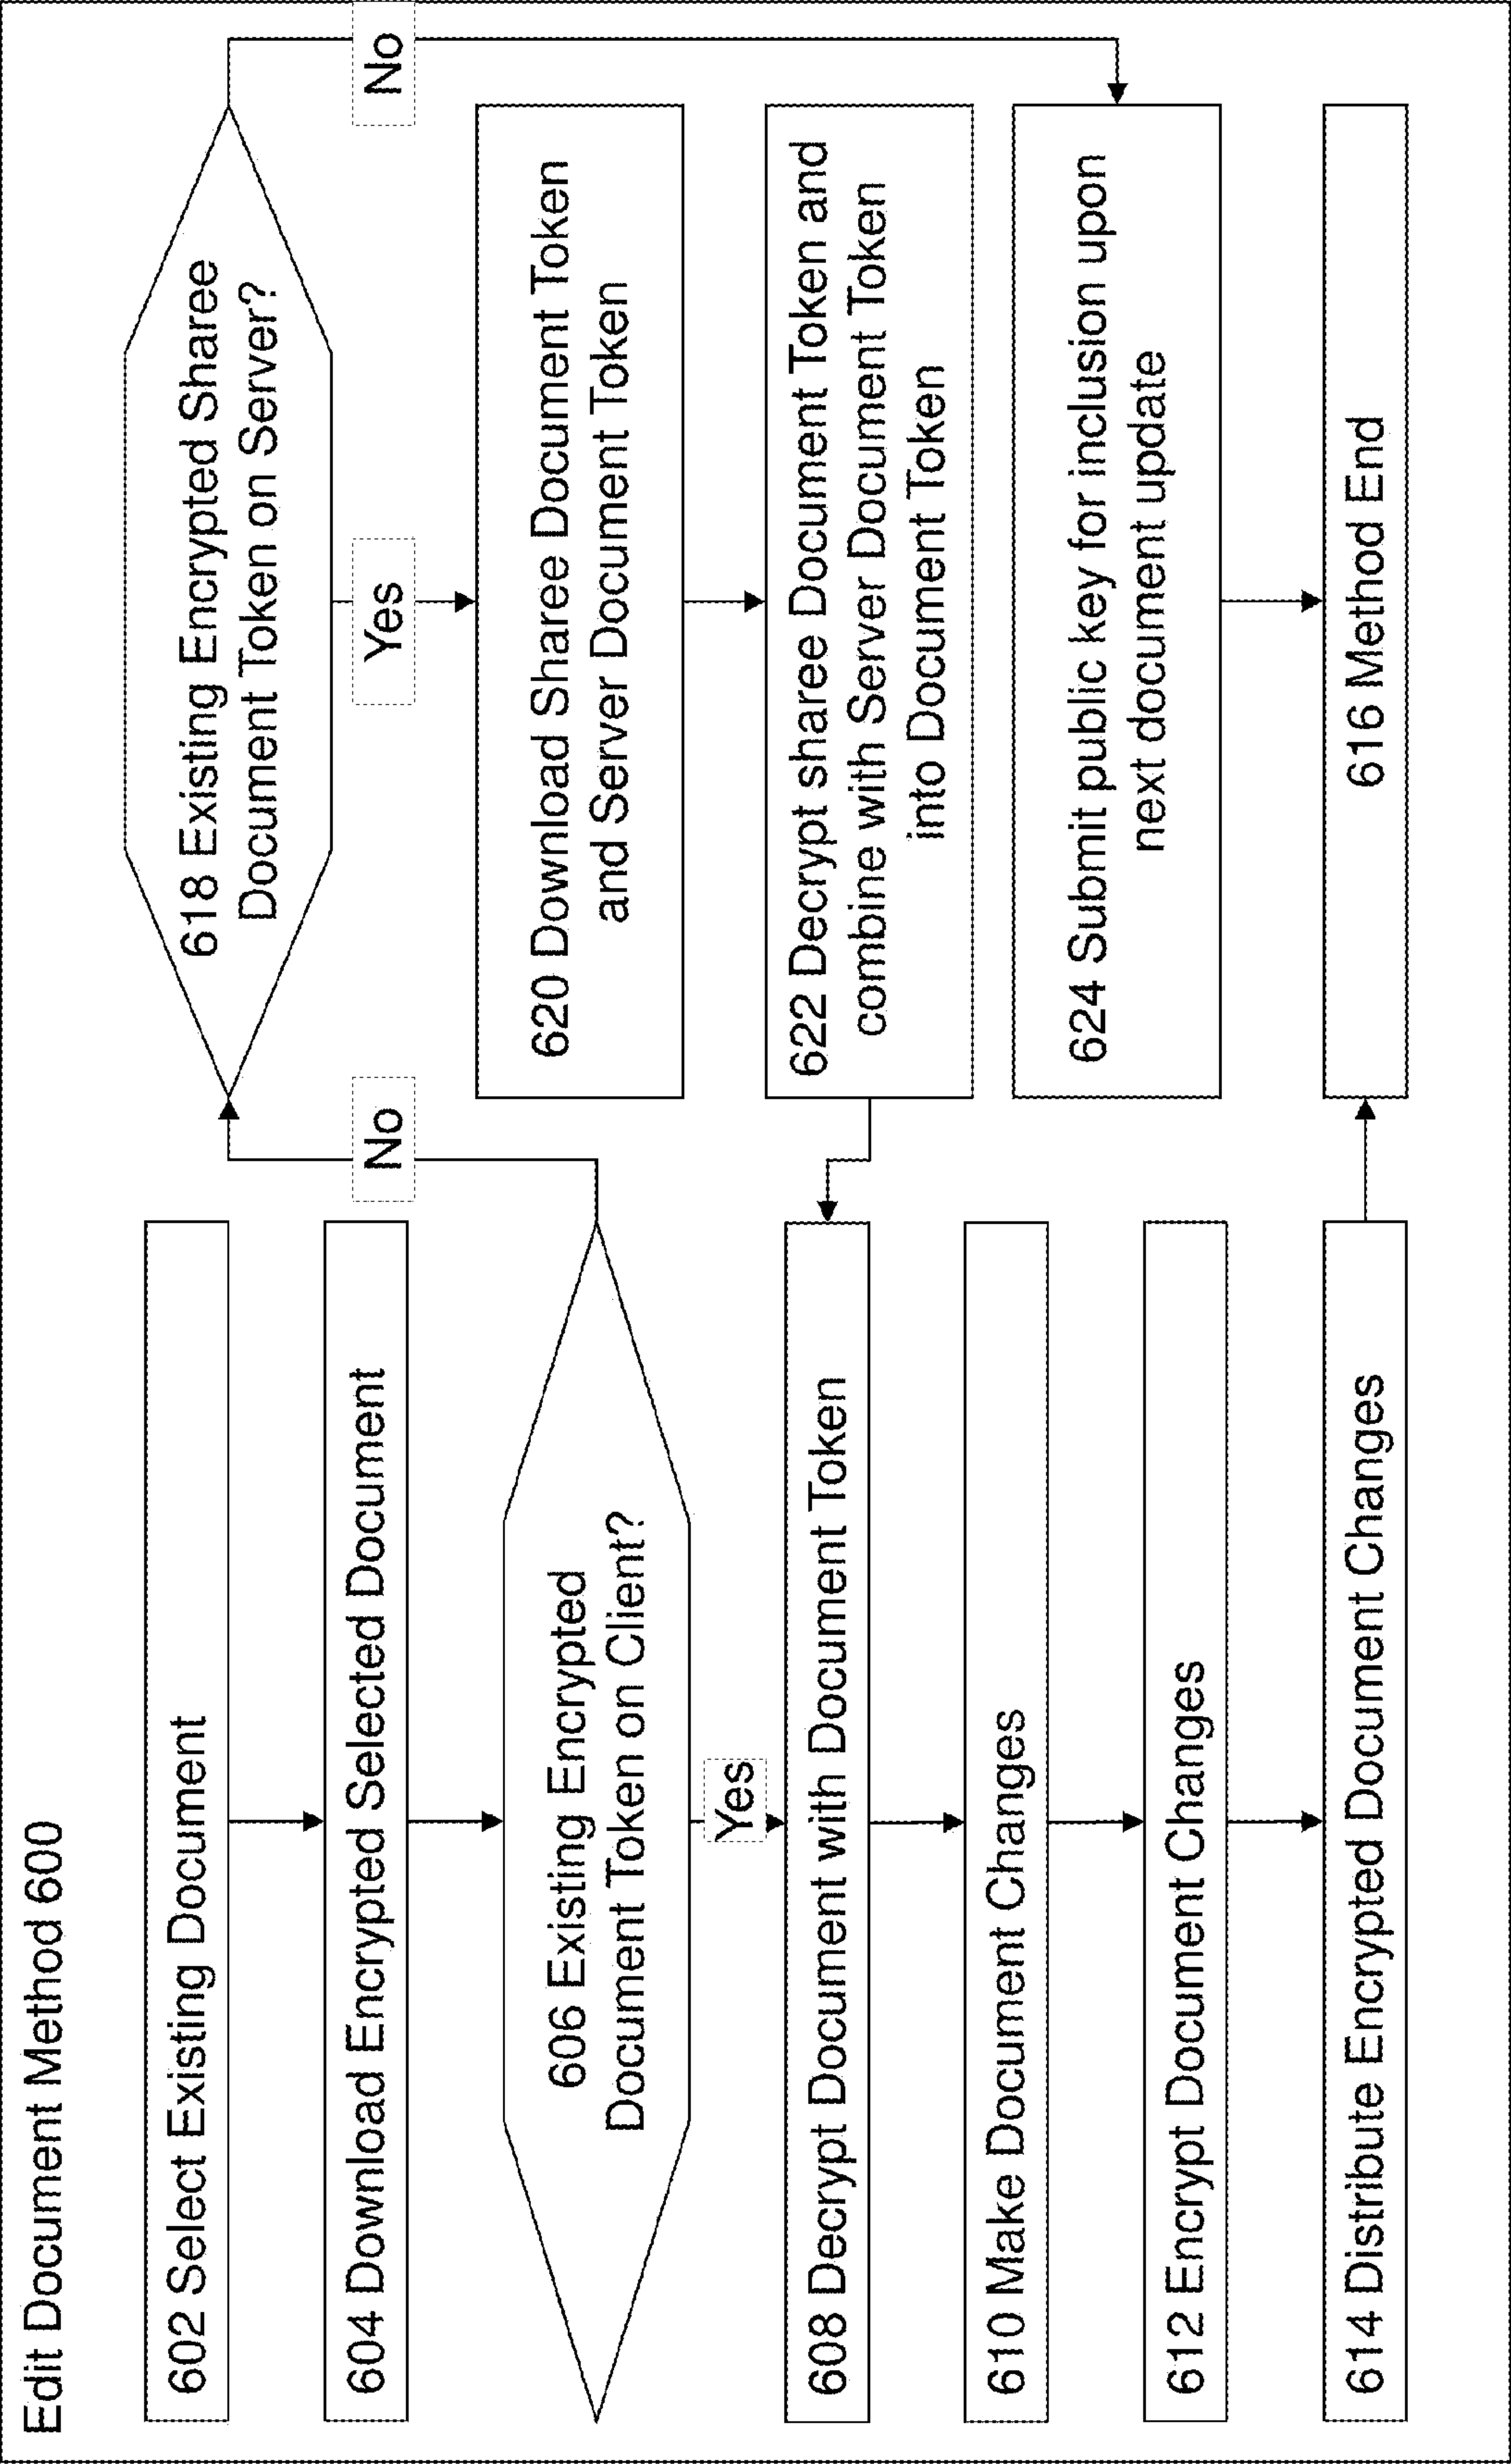 Edit Document Method 600
602 Select Existing Document
604 Download Encrypted Selected Document
606 Existing Encrypted
Document Token on Client?
Yes
No
608 Decrypt Document with Document Token
610 Make Document Changes
612 Encrypt Document Changes
614 Distribute Encrypted Document Changes
618 Existing Encrypted Sharee
Document Token on Server?
No
Yes
620 Download Sharee Document Token
and Server Document Token
622 Decrypt sharee Document Token and
combine with Server Document Token
into Document Token
624 Submit public key for inclusion upon
next document update
616 Method End